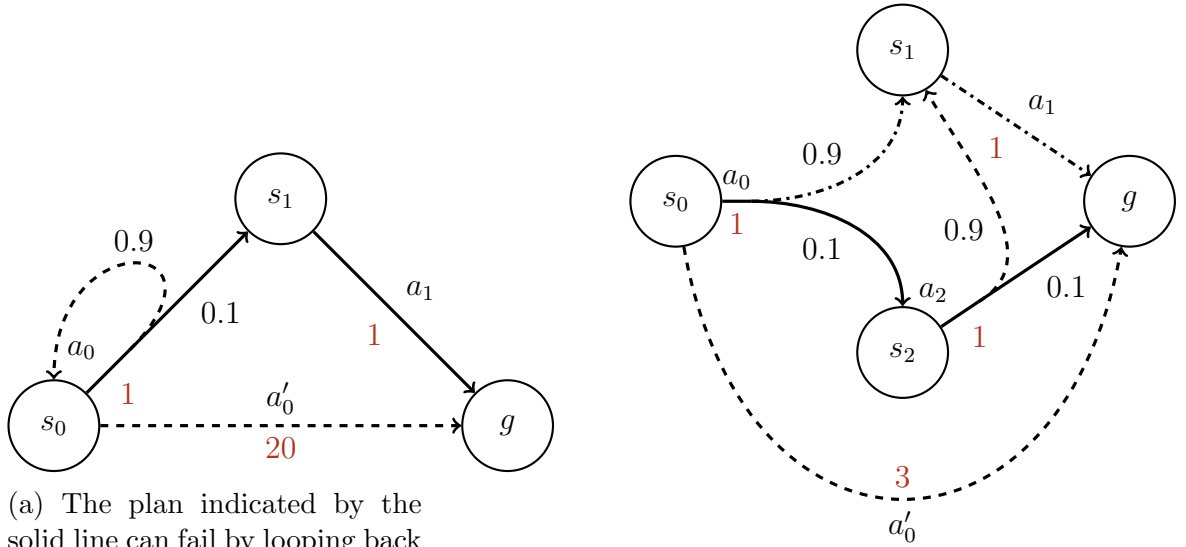 s₁
a₁
1
0.9
0.1
a₀
1
s₀
a₀′
20
g
(a) The plan indicated by the
solid line can fail by looping back
s₁
a₁
1
0.9
a₀
s₀
1
0.1
0.9
g
a₂
0.1
s₂
1
3
a₀′